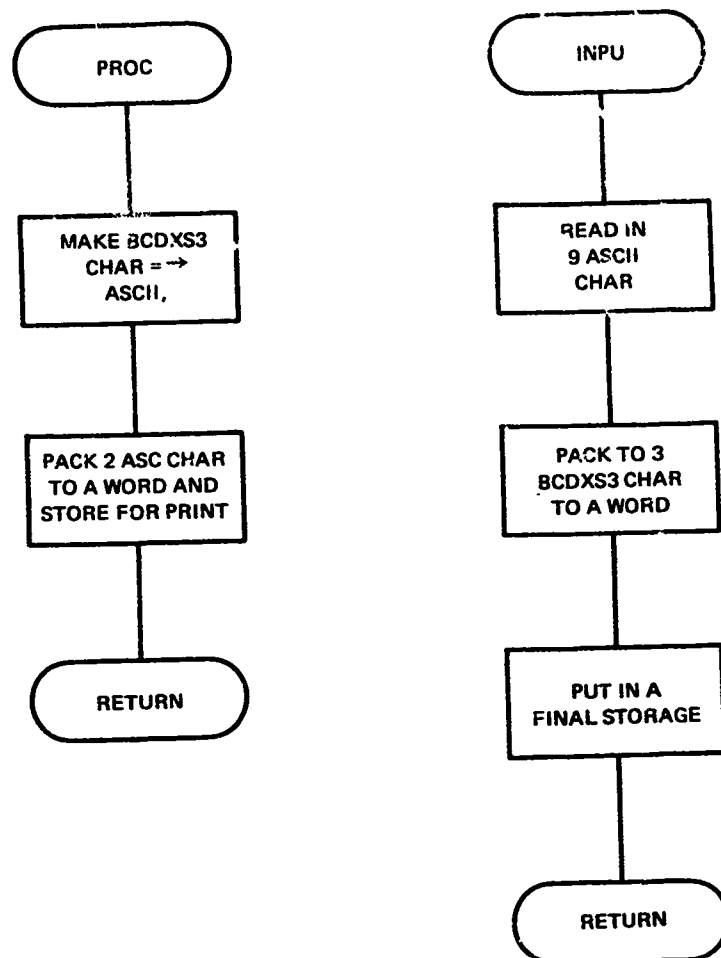 PROC
MAKE BCDXS3
CHAR = →
ASCII,
PACK 2 ASC CHAR
TO A WORD AND
STORE FOR PRINT
RETURN
INPU
READ IN
9 ASCII
CHAR
PACK TO 3
BCDXS3 CHAR
TO A WORD
PUT IN A
FINAL STORAGE
RETURN